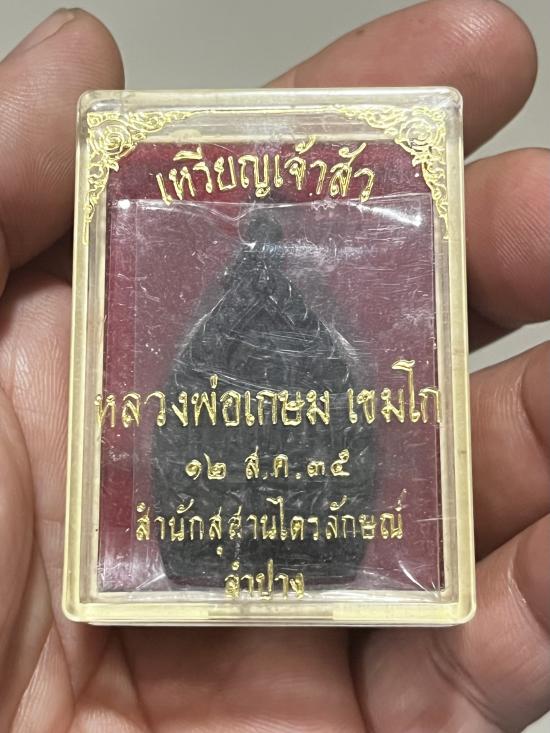 เหรียญเจ้าสัว
หลวงพ่อเกษม เขมโก
๑๒ ส.ค.๓๕
สำนักสุสานไตรลักษณ์
ลำปาง